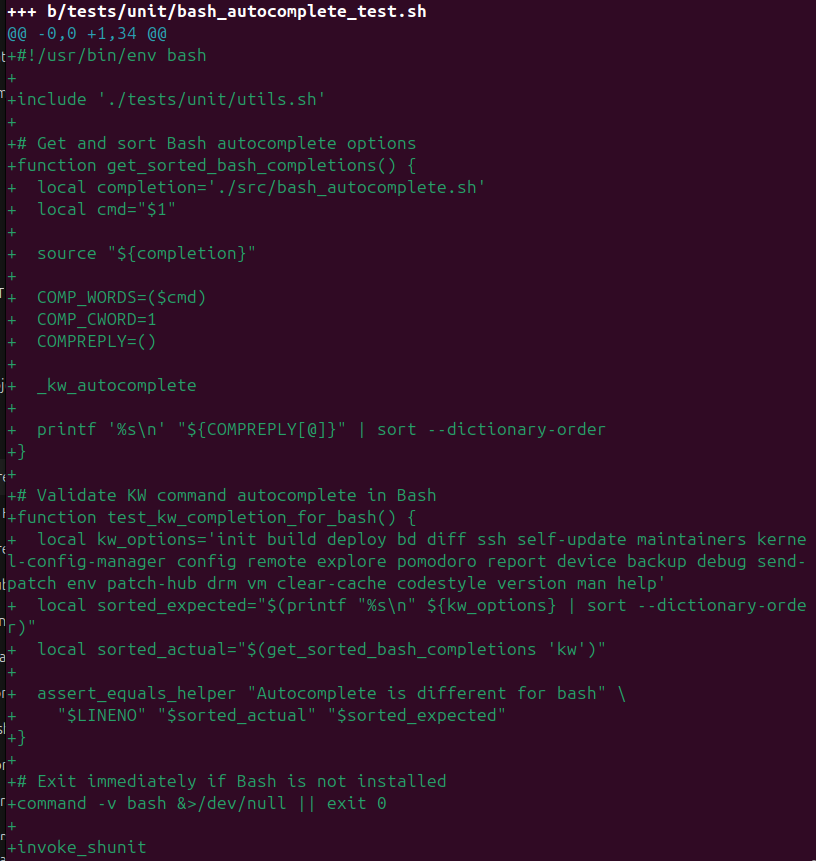 +++ b/tests/unit/bash_autocomplete_test.sh
@@ -0,0 +1,34 @@
+#!/usr/bin/env bash
+
+include './tests/unit/utils.sh'
+
+# Get and sort Bash autocomplete options
+function get_sorted_bash_completions() {
+  local completion='./src/bash_autocomplete.sh'
+  local cmd="$1"
+
+  source "${completion}"
+
+  COMP_WORDS=($cmd)
+  COMP_CWORD=1
+  COMPREPLY=()
+
+  _kw_autocomplete
+
+  printf '%s\n' "${COMPREPLY[@]}" | sort --dictionary-order
+}
+
+# Validate KW command autocomplete in Bash
+function test_kw_completion_for_bash() {
+  local kw_options='init build deploy bd diff ssh self-update maintainers kerne
l-config-manager config remote explore pomodoro report device backup debug send-
patch env patch-hub drm vm clear-cache codestyle version man help'
+  local sorted_expected="$(printf "%s\n" ${kw_options} | sort --dictionary-orde
r)"
+  local sorted_actual="$(get_sorted_bash_completions 'kw')"
+
+  assert_equals_helper "Autocomplete is different for bash" \
+    "$LINENO" "$sorted_actual" "$sorted_expected"
+}
+
+# Exit immediately if Bash is not installed
+command -v bash &>/dev/null || exit 0
+
+invoke_shunit